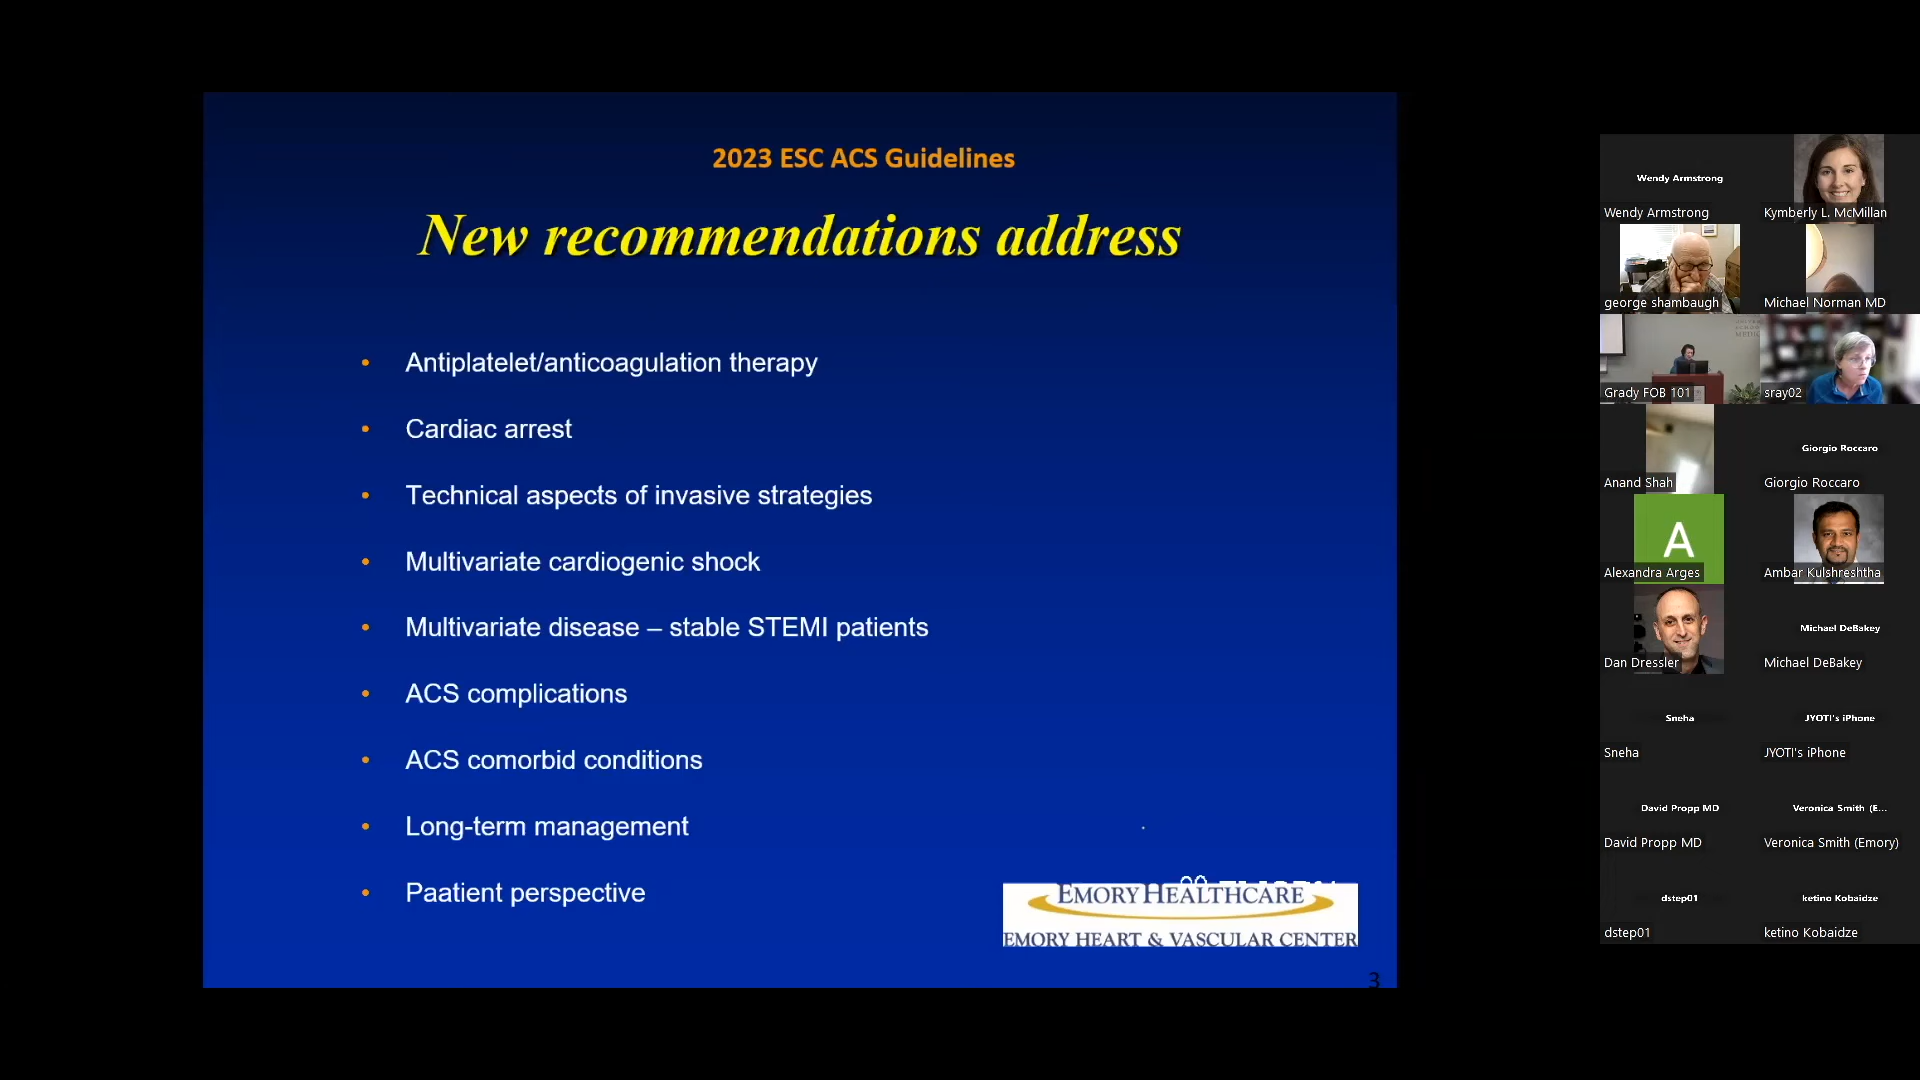 2023 ESC ACS Guidelines
New recommendations address
• Antiplatelet/anticoagulation therapy
• Cardiac arrest
• Technical aspects of invasive strategies
• Multivariate cardiogenic shock
• Multivariate disease – stable STEMI patients
• ACS complications
• ACS comorbid conditions
• Long-term management
• Paatient perspective
EMORY HEALTHCARE
EMORY HEART & VASCULAR CENTER
3
Wendy Armstrong
Wendy Armstrong
Kymberly L. McMillan
george shambaugh
Michael Norman MD
Grady FOB 101
sray02
Anand Shah
Giorgio Roccaro
Giorgio Roccaro
A
Alexandra Arges
Ambar Kulshreshtha
Dan Dressler
Michael DeBakey
Michael DeBakey
Sneha
Sneha
JYOTI's iPhone
JYOTI's iPhone
David Propp MD
David Propp MD
Veronica Smith (E...
Veronica Smith (Emory)
dstep01
dstep01
ketino Kobaidze
ketino Kobaidze